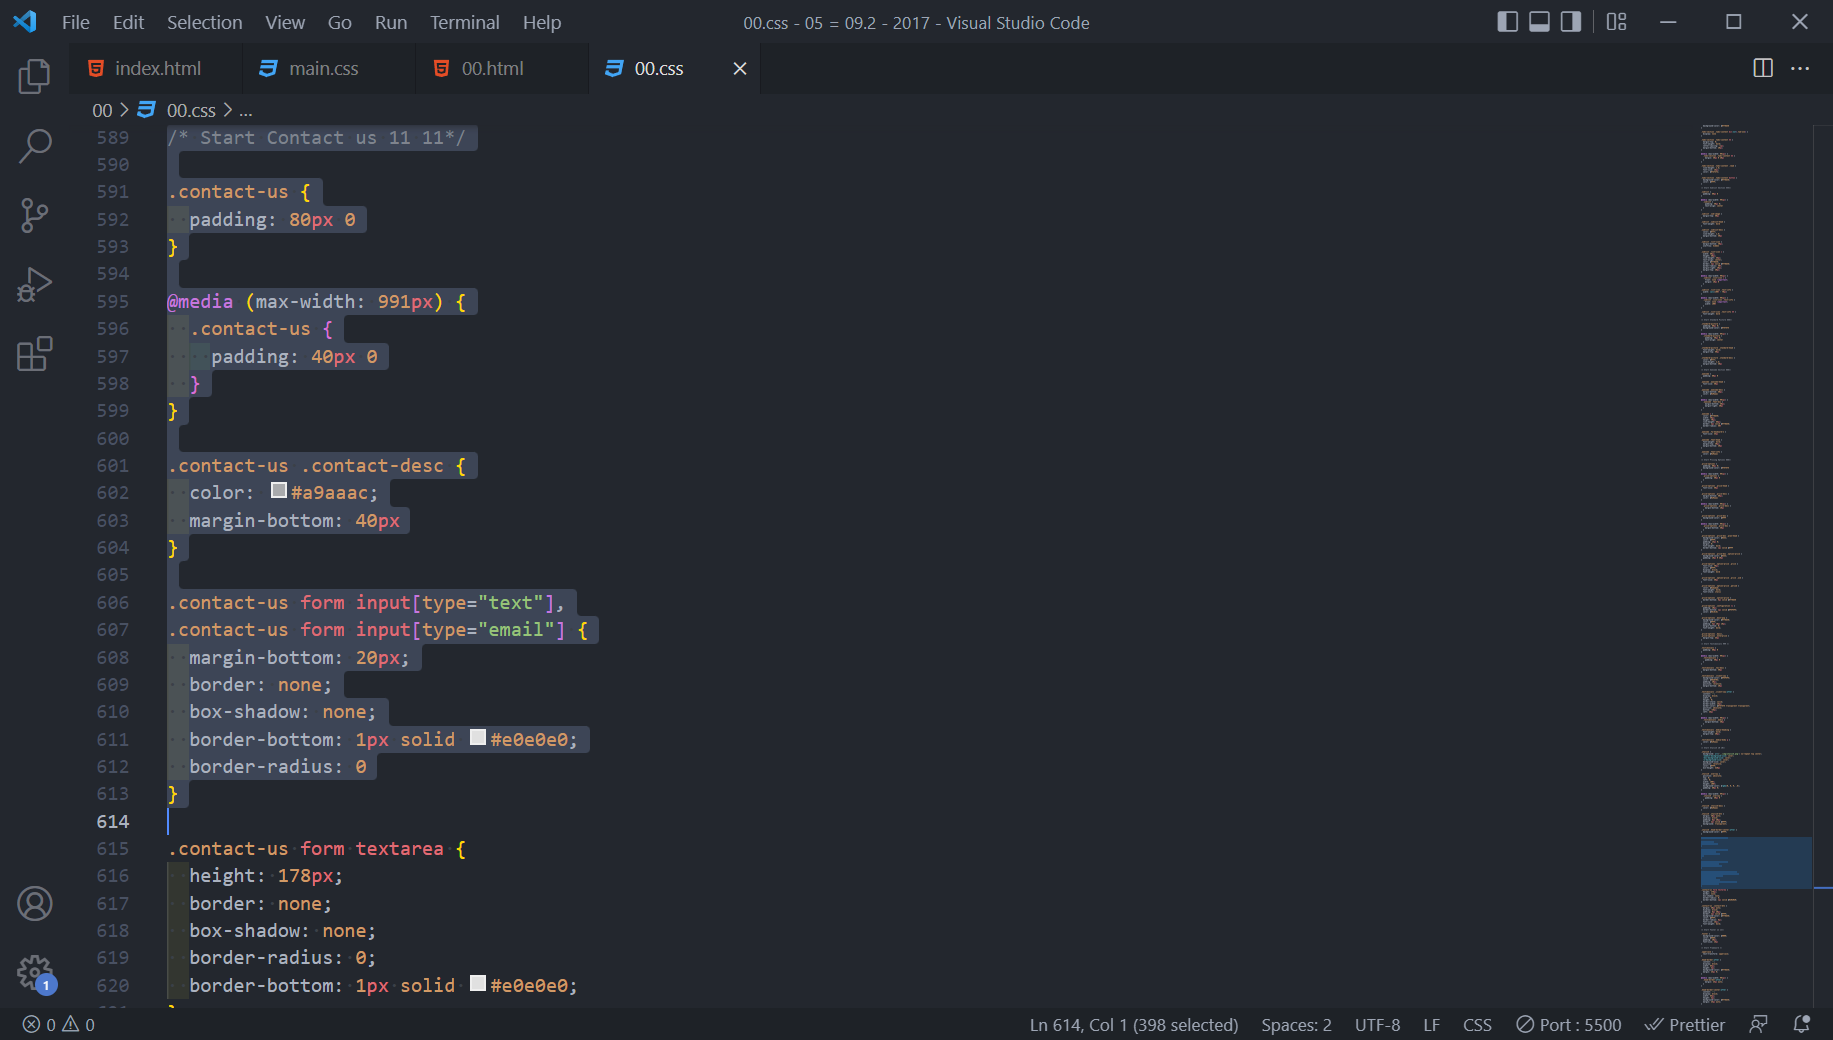 File Edit Selection View Go Run Terminal Help 00.css - 05 = 09.2 - 2017 - Visual Studio Code
index.html main.css 00.html 00.css
00 > 00.css > ...
589 /* Start Contact us 11 11*/
590
591 .contact-us {
592 padding: 80px 0
593 }
594
595 @media (max-width: 991px) {
596 .contact-us {
597 padding: 40px 0
598 }
599 }
600
601 .contact-us .contact-desc {
602 color: #a9aaac;
603 margin-bottom: 40px
604 }
605
606 .contact-us form input[type="text"],
607 .contact-us form input[type="email"] {
608 margin-bottom: 20px;
609 border: none;
610 box-shadow: none;
611 border-bottom: 1px solid #e0e0e0;
612 border-radius: 0
613 }
614
615 .contact-us form textarea {
616 height: 178px;
617 border: none;
618 box-shadow: none;
619 border-radius: 0;
620 border-bottom: 1px solid #e0e0e0;
1
0 0 Ln 614, Col 1 (398 selected) Spaces: 2 UTF-8 LF CSS Port : 5500 Prettier